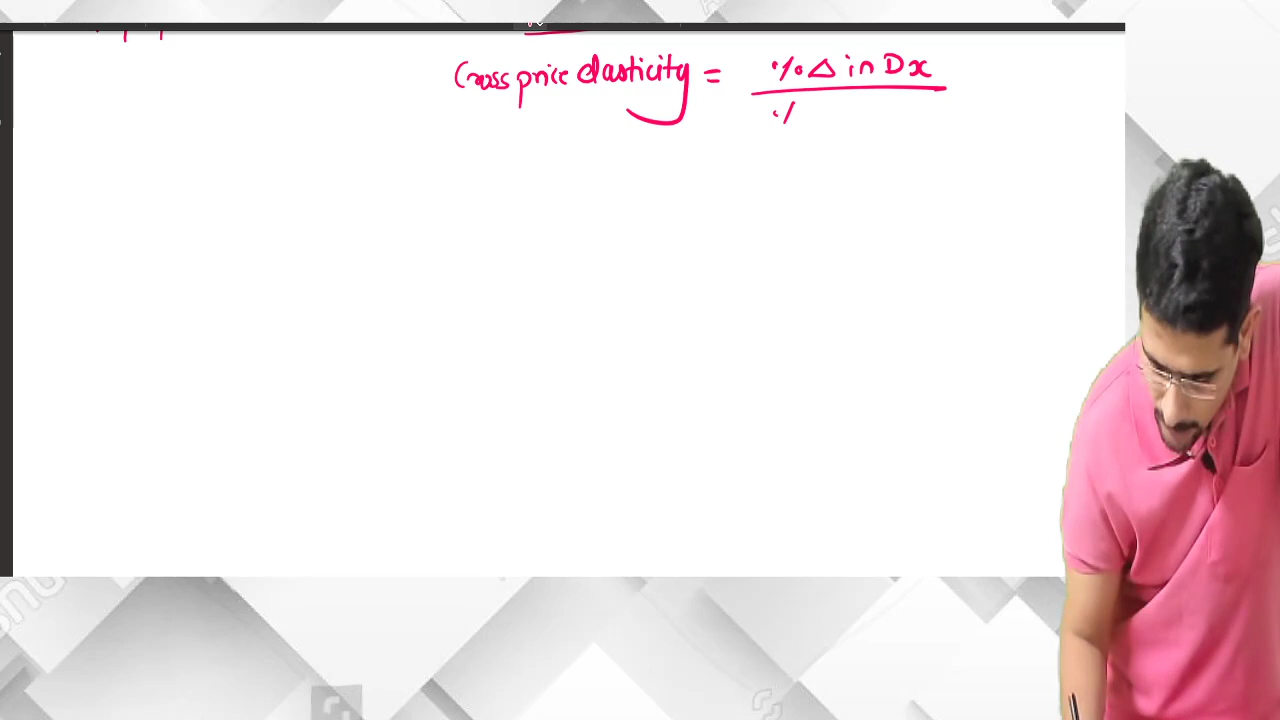 Cross price elasticity = %Δ in Dx
%